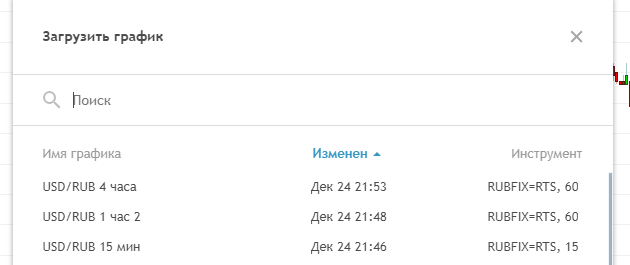 Загрузить график
Поиск
Имя графика Изменен Инструмент
USD/RUB 4 часа Дек 24 21:53 RUBFIX=RTS, 60
USD/RUB 1 час 2 Дек 24 21:48 RUBFIX=RTS, 60
USD/RUB 15 мин Дек 24 21:46 RUBFIX=RTS, 15